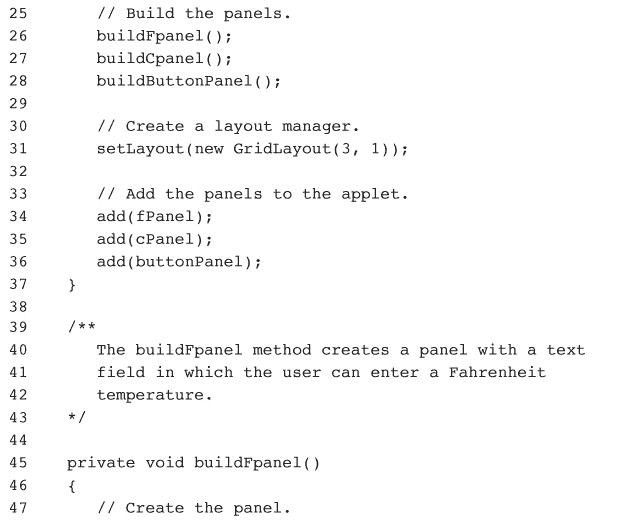 25 // Build the panels.
26 buildFpanel();
27 buildCpanel();
28 buildButtonPanel();
29
30 // Create a layout manager.
31 setLayout(new GridLayout(3, 1));
32
33 // Add the panels to the applet.
34 add(fPanel);
35 add(cPanel);
36 add(buttonPanel);
37 }
38
39 /**
40 The buildFpanel method creates a panel with a text
41 field in which the user can enter a Fahrenheit
42 temperature.
43 */
44
45 private void buildFpanel()
46 {
47 // Create the panel.